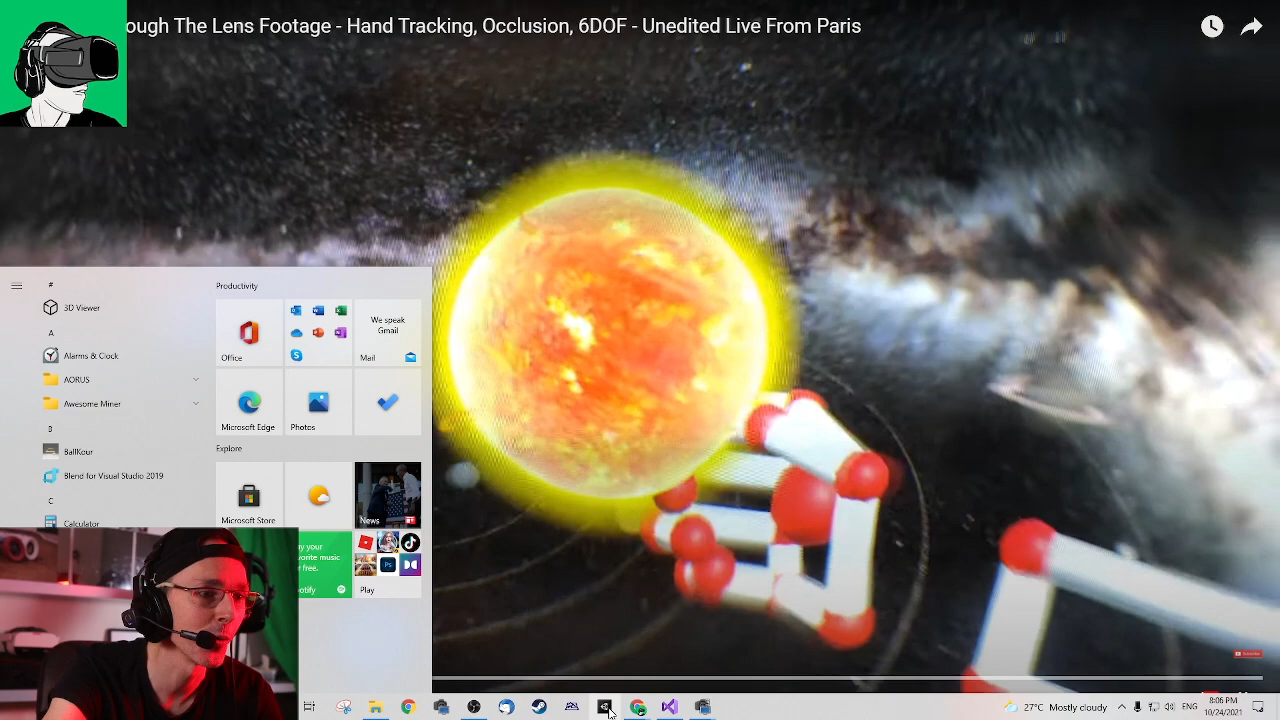 ough The Lens Footage - Hand Tracking, Occlusion, 6DOF - Unedited Live From Paris
#
3D Viewer
A
Alarms & Clock
AORUS
Awesome Miner
B
BallKour
Blend for Visual Studio 2019
C
Calculator
Productivity
Office
We speak
Gmail
Mail
Microsoft Edge
Photos
Explore
Microsoft Store
News
y your
vorite music
free.
potify
Play
Subscribe
27°C Mostly cloudy
ENG
8:06 PM
10/24/2021